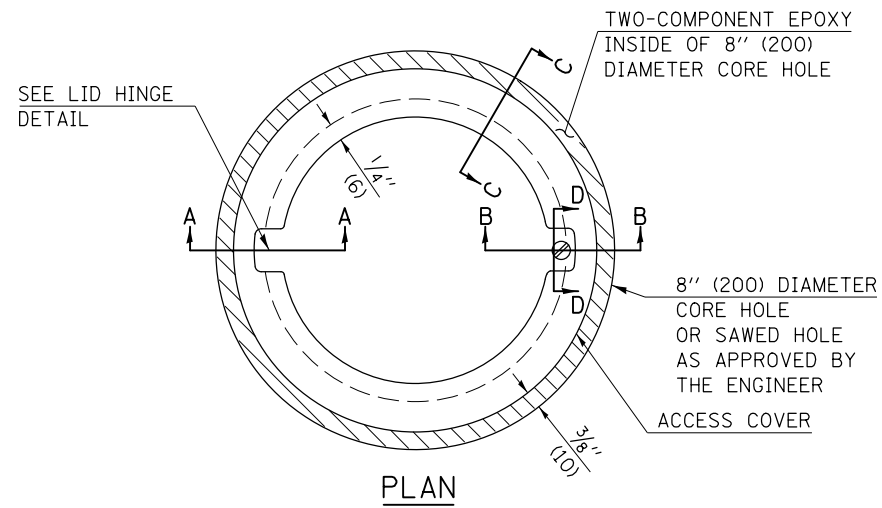 TWO-COMPONENT EPOXY
INSIDE OF 8″ (200)
DIAMETER CORE HOLE
SEE LID HINGE
DETAIL
C
C
1/4″
(6)
A
A
B
B
D
D
8″ (200) DIAMETER
CORE HOLE
OR SAWED HOLE
AS APPROVED BY
THE ENGINEER
ACCESS COVER
3/8″
(10)
PLAN